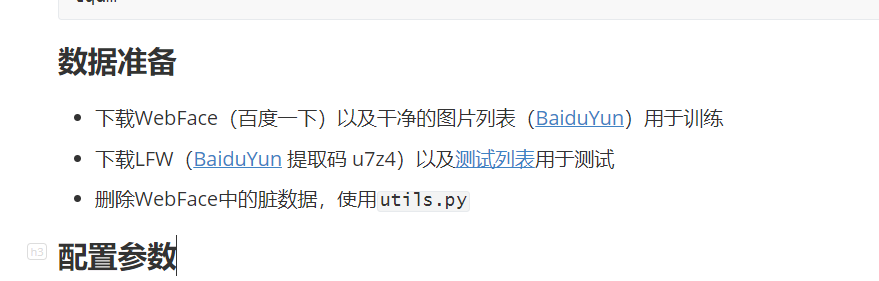 数据准备
下载WebFace（百度一下）以及干净的图片列表（BaiduYun）用于训练
下载LFW（BaiduYun 提取码 u7z4）以及测试列表用于测试
删除WebFace中的脏数据，使用utils.py
h3 配置参数